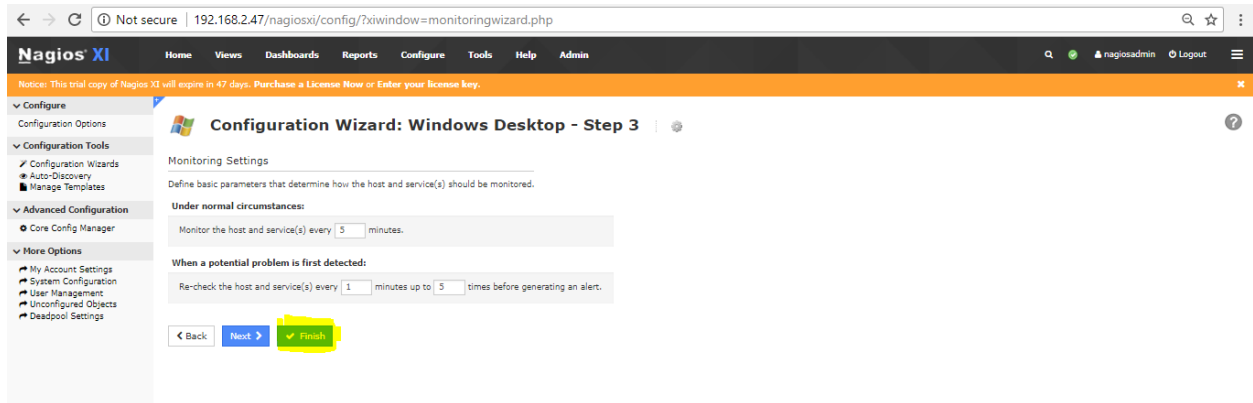 Not secure | 192.168.2.47/nagiosxi/config/?xiwindow=monitoringwizard.php
Nagios XI Home Views Dashboards Reports Configure Tools Help Admin nagiosadmin Logout
Notice: This trial copy of Nagios XI will expire in 47 days. Purchase a License Now or Enter your license key.
Configure
Configuration Options
Configuration Tools
Configuration Wizards
Auto-Discovery
Manage Templates
Advanced Configuration
Core Config Manager
More Options
My Account Settings
System Configuration
User Management
Unconfigured Objects
Deadpool Settings
Configuration Wizard: Windows Desktop - Step 3
Monitoring Settings
Define basic parameters that determine how the host and service(s) should be monitored.
Under normal circumstances:
Monitor the host and service(s) every 5 minutes.
When a potential problem is first detected:
Re-check the host and service(s) every 1 minutes up to 5 times before generating an alert.
Back Next Finish